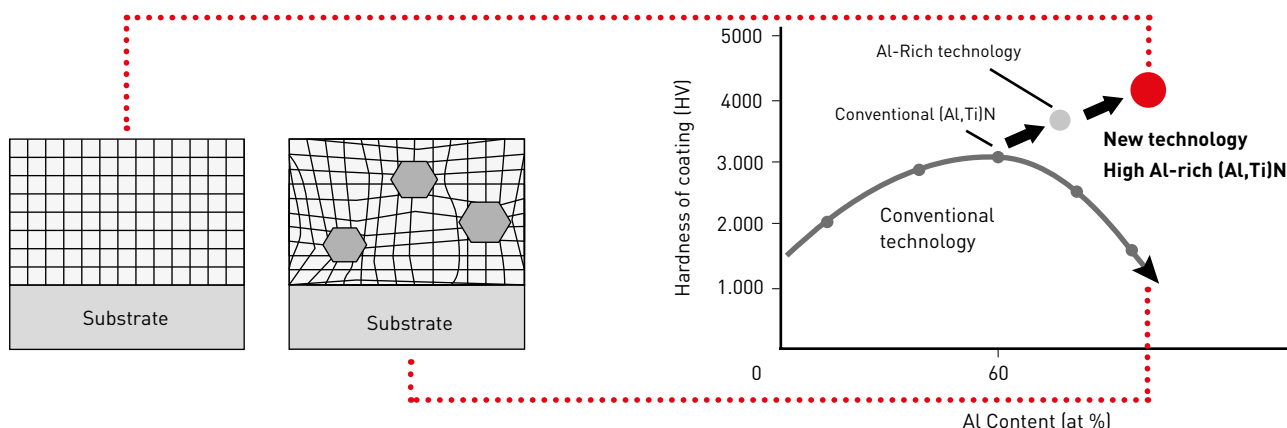 Substrate
Substrate
Hardness of coating (HV)
5000
4000
3.000
2.000
1.000
0
60
Al Content (at %)
Al-Rich technology
Conventional (Al,Ti)N
New technology
High Al-rich (Al,Ti)N
Conventional
technology